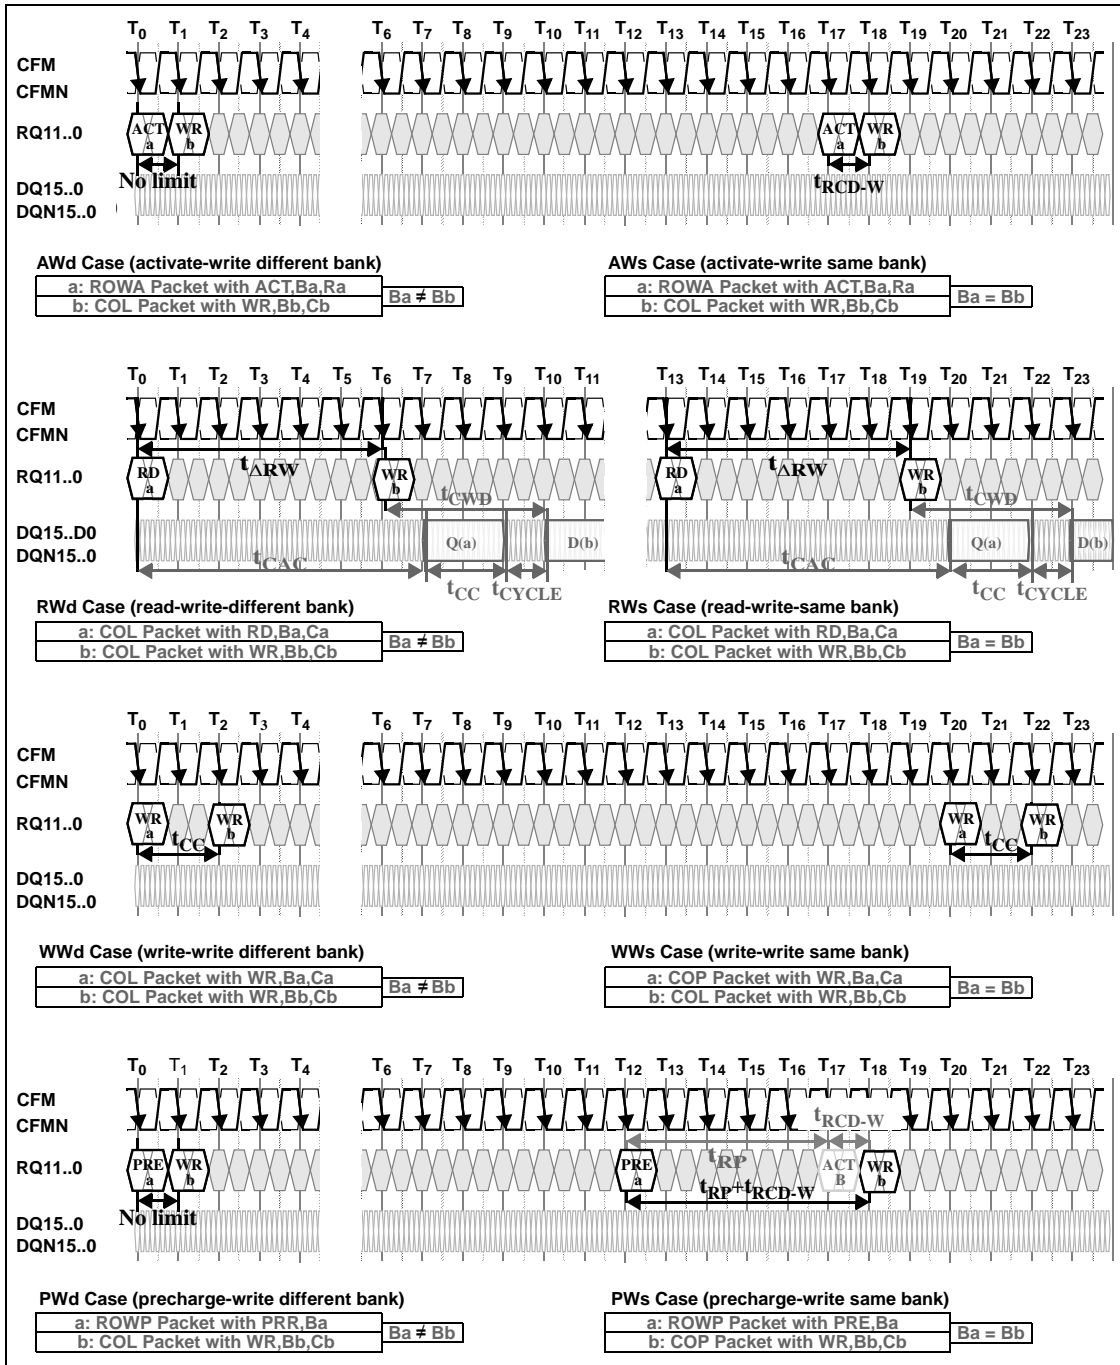 T0 T1 T2 T3 T4 T6 T7 T8 T9 T10 T11 T12 T13 T14 T15 T16 T17 T18 T19 T20 T21 T22 T23
CFM
CFMN
RQ11..0
ACT a
WR b
ACT a
WR b
No limit
tRCD-W
DQ15..0
DQN15..0
AWd Case (activate-write different bank)
a: ROWA Packet with ACT,Ba,Ra
b: COL Packet with WR,Bb,Cb
Ba ≠ Bb
AWs Case (activate-write same bank)
a: ROWA Packet with ACT,Ba,Ra
b: COL Packet with WR,Bb,Cb
Ba = Bb
T0 T1 T2 T3 T4 T5 T6 T7 T8 T9 T10 T11 T13 T14 T15 T16 T17 T18 T19 T20 T21 T22 T23
CFM
CFMN
tΔRW
tΔRW
RQ11..0
RD a
WR b
RD a
WR b
tCWD
tCWD
DQ15..D0
DQN15..0
Q(a)
D(b)
Q(a)
D(b)
tCAC
tCC
tCYCLE
tCAC
tCC
tCYCLE
RWd Case (read-write-different bank)
a: COL Packet with RD,Ba,Ca
b: COL Packet with WR,Bb,Cb
Ba ≠ Bb
RWs Case (read-write-same bank)
a: COL Packet with RD,Ba,Ca
b: COL Packet with WR,Bb,Cb
Ba = Bb
T0 T1 T2 T3 T4 T6 T7 T8 T9 T10 T11 T12 T13 T14 T15 T16 T17 T18 T19 T20 T21 T22 T23
CFM
CFMN
RQ11..0
WR a
WR b
WR a
WR b
tCC
tCC
DQ15..0
DQN15..0
WWd Case (write-write different bank)
a: COL Packet with WR,Ba,Ca
b: COL Packet with WR,Bb,Cb
Ba ≠ Bb
WWs Case (write-write same bank)
a: COP Packet with WR,Ba,Ca
b: COL Packet with WR,Bb,Cb
Ba = Bb
T0 T1 T2 T3 T4 T6 T7 T8 T9 T10 T11 T12 T13 T14 T15 T16 T17 T18 T19 T20 T21 T22 T23
CFM
CFMN
tRCD-W
RQ11..0
PRE a
WR b
PRE a
tRP
ACT B
WR b
No limit
tRP+tRCD-W
DQ15..0
DQN15..0
PWd Case (precharge-write different bank)
a: ROWP Packet with PRR,Ba
b: COL Packet with WR,Bb,Cb
Ba ≠ Bb
PWs Case (precharge-write same bank)
a: ROWP Packet with PRE,Ba
b: COP Packet with WR,Bb,Cb
Ba = Bb